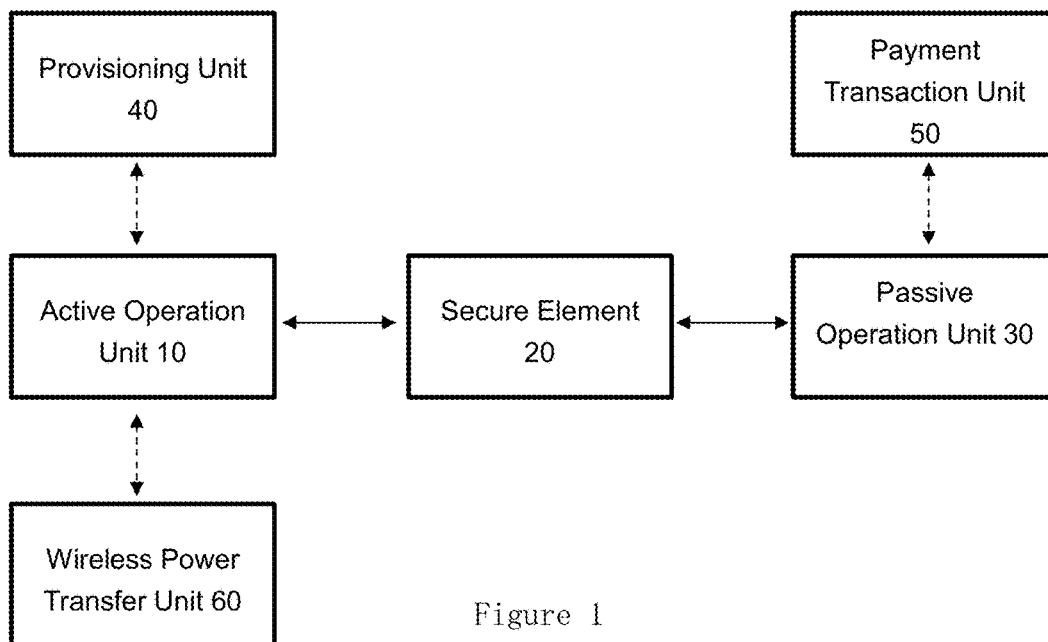 Provisioning Unit
40
Payment
Transaction Unit
50
Active Operation
Unit 10
Secure Element
20
Passive
Operation Unit 30
Wireless Power
Transfer Unit 60
Figure 1